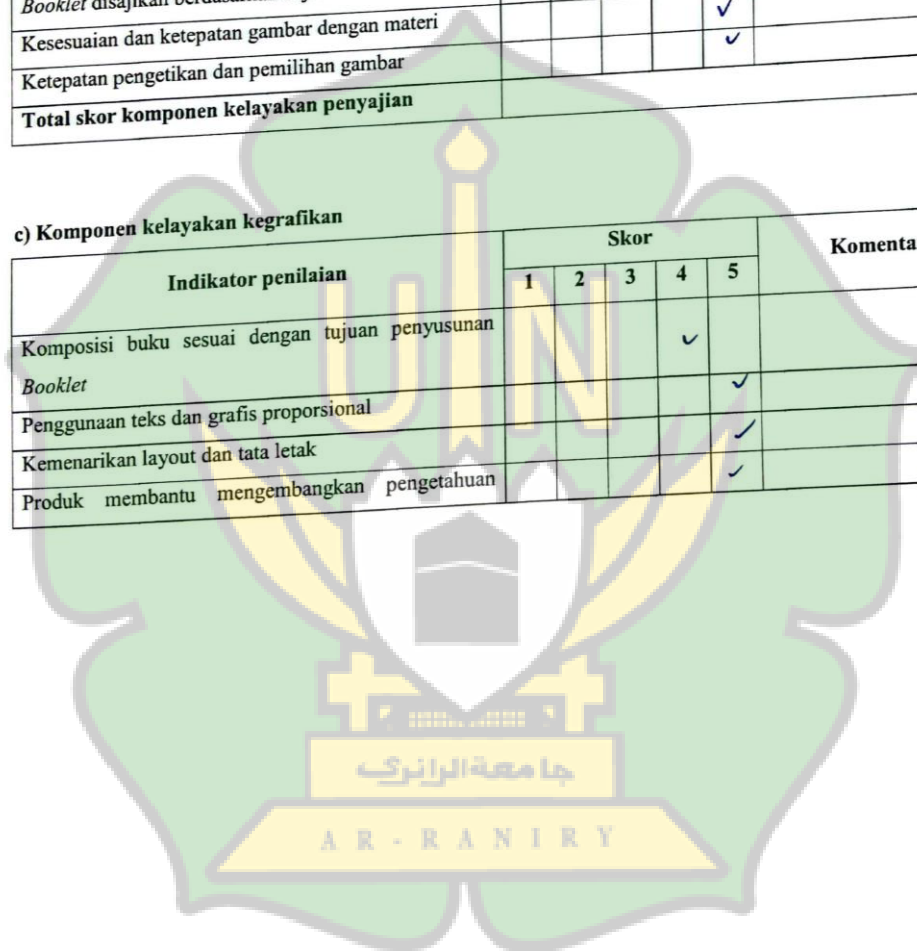 Booklet disajikan
Kesesuaian dan ketepatan gambar dengan materi ✓
Ketepatan pengetikan dan pemilihan gambar ✓
Total skor komponen kelayakan penyajian
c) Komponen kelayakan kegrafikan
Indikator penilaian Skor Komenta
1 2 3 4 5
Komposisi buku sesuai dengan tujuan penyusunan ✓
Booklet
Penggunaan teks dan grafis proporsional ✓
Kemenarikan layout dan tata letak ✓
Produk membantu mengembangkan pengetahuan ✓
UIN
جامعة الرانري
AR-RANIRY